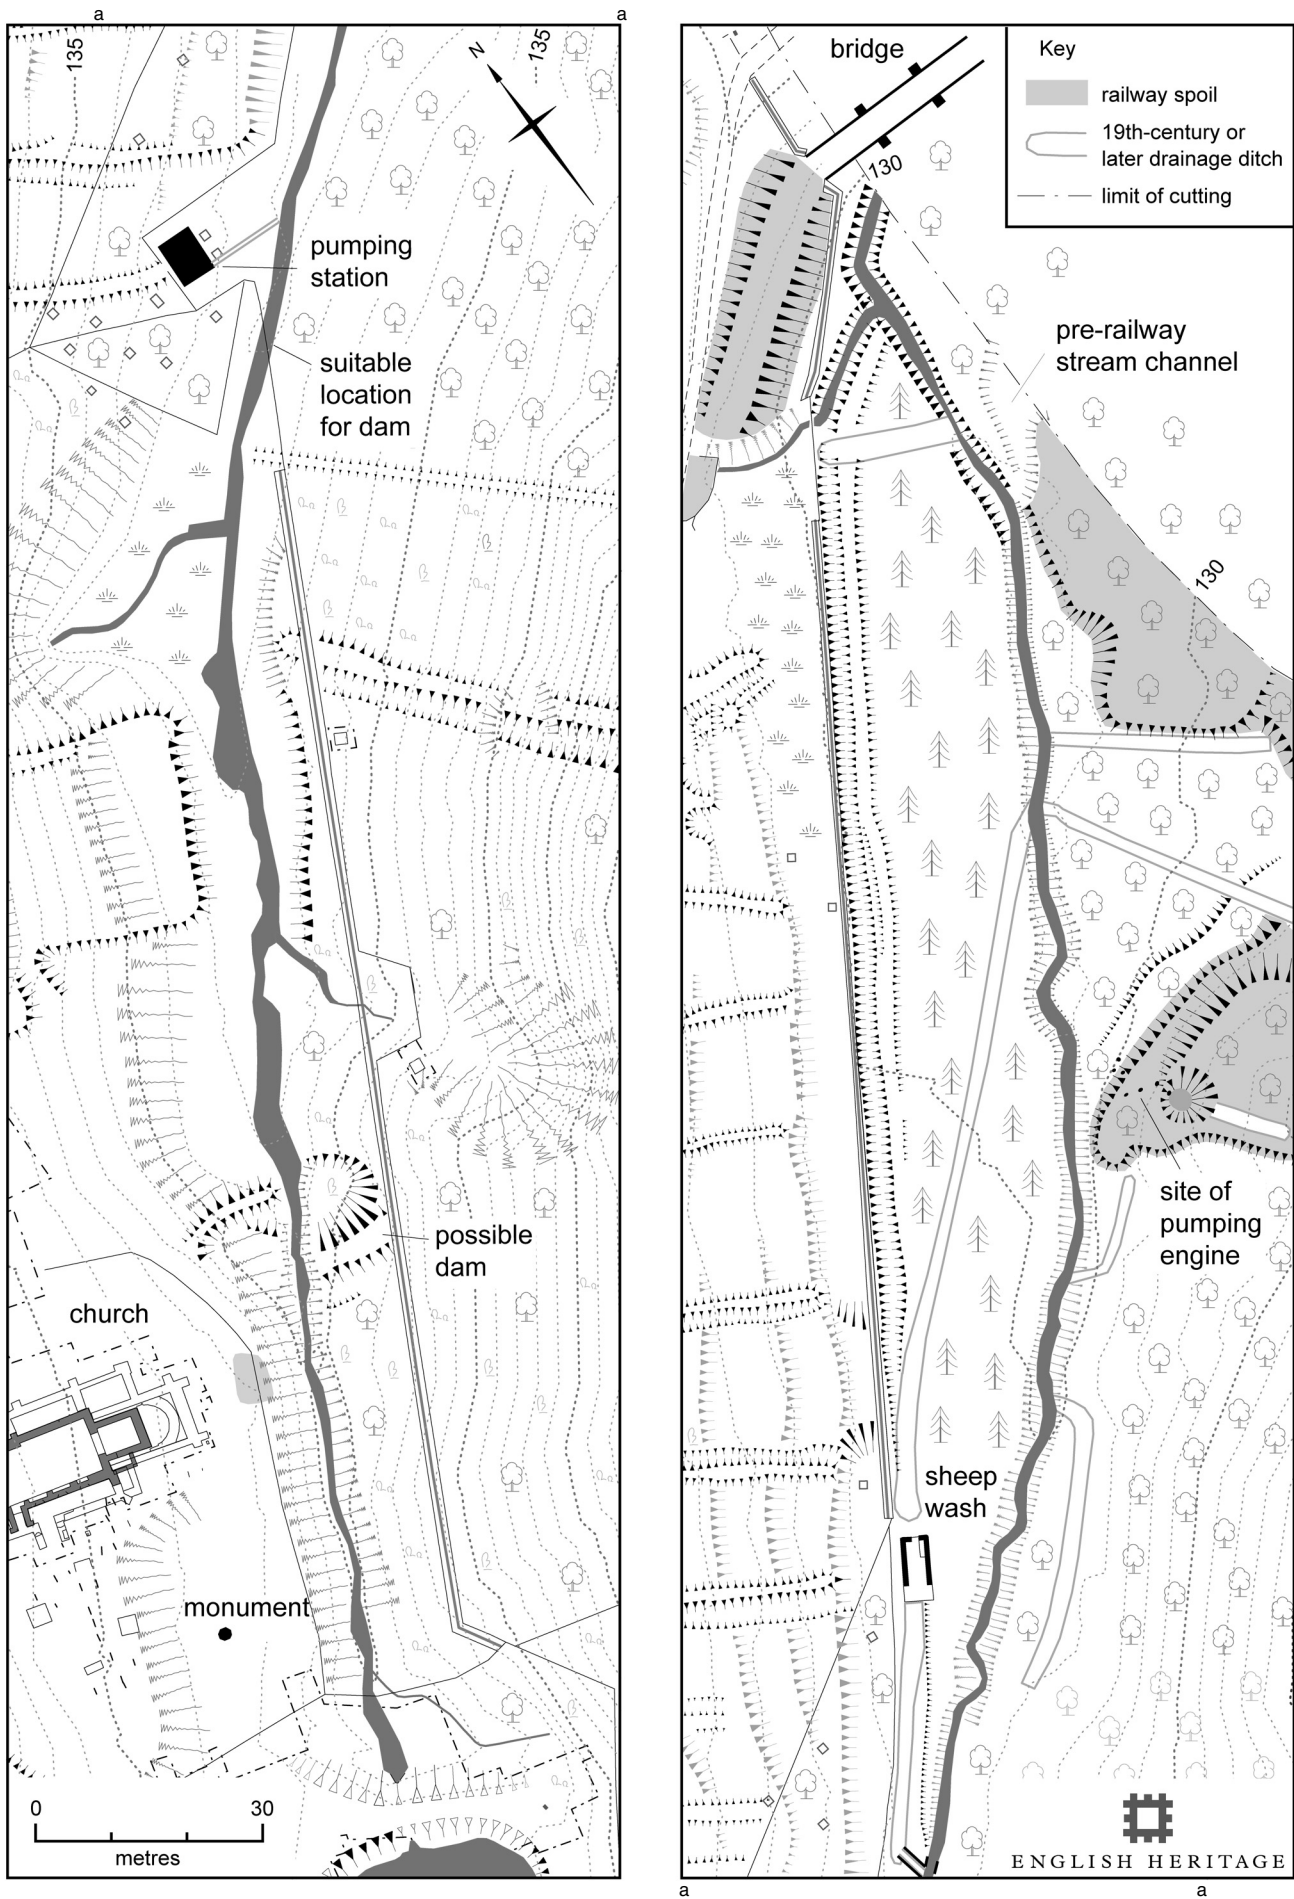 a
a
135
N
135
pumping
station
suitable
location
for dam
possible
dam
church
monument
0
30
metres
bridge
130
Key
railway spoil
19th-century or
later drainage ditch
limit of cutting
pre-railway
stream channel
130
site of
pumping
engine
sheep
wash
ENGLISH HERITAGE
a
a